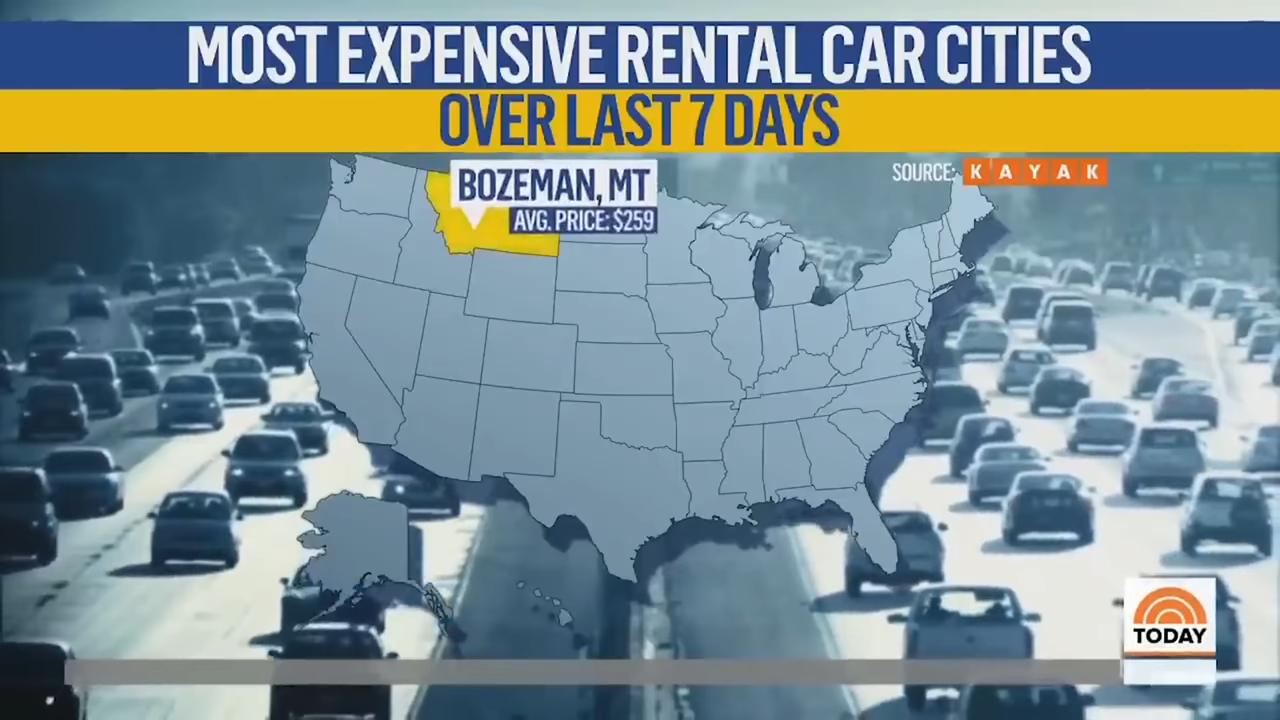 MOST EXPENSIVE RENTAL CAR CITIES
OVER LAST 7 DAYS
SOURCE: KAYAK
BOZEMAN, MT
AVG. PRICE: $259
TODAY